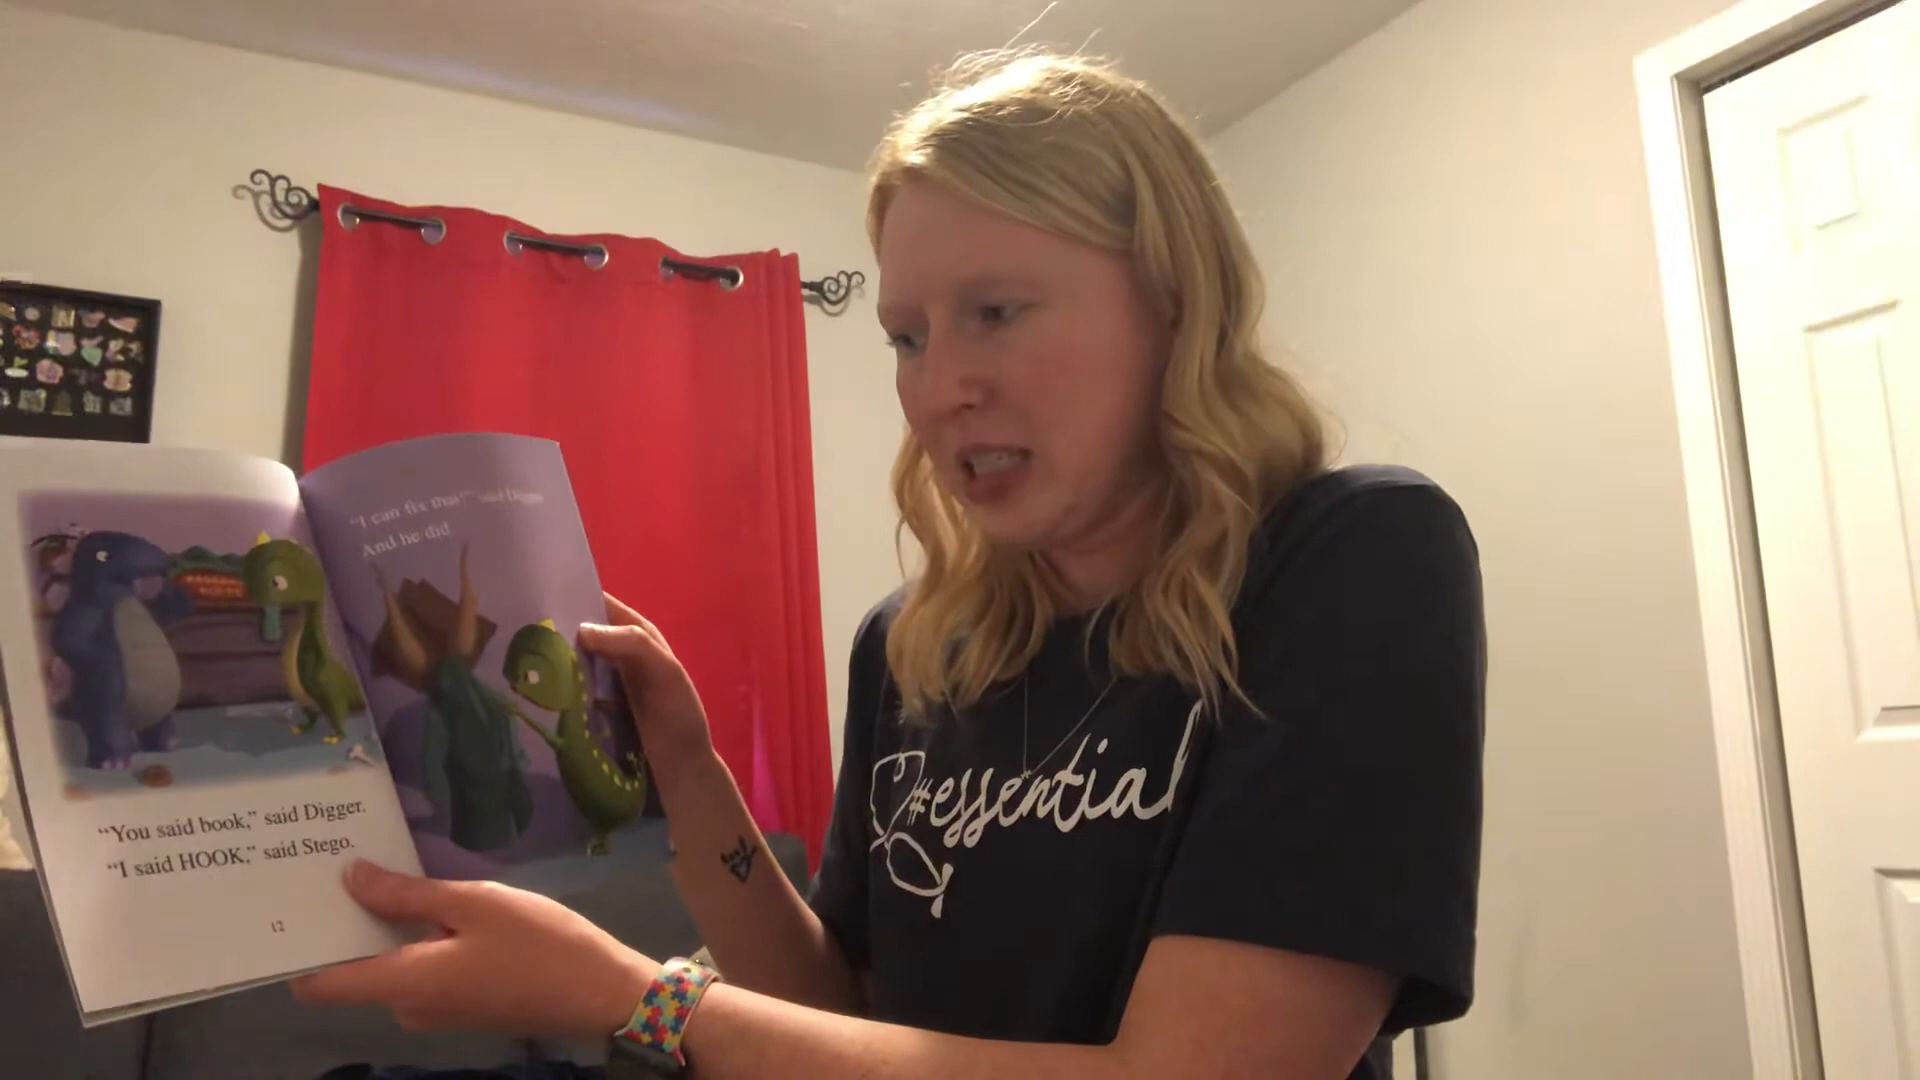 “You said book,” said Digger.
“I said HOOK,” said Stego.
12
“I can fix that!” said Digger.
And he did.
#essential